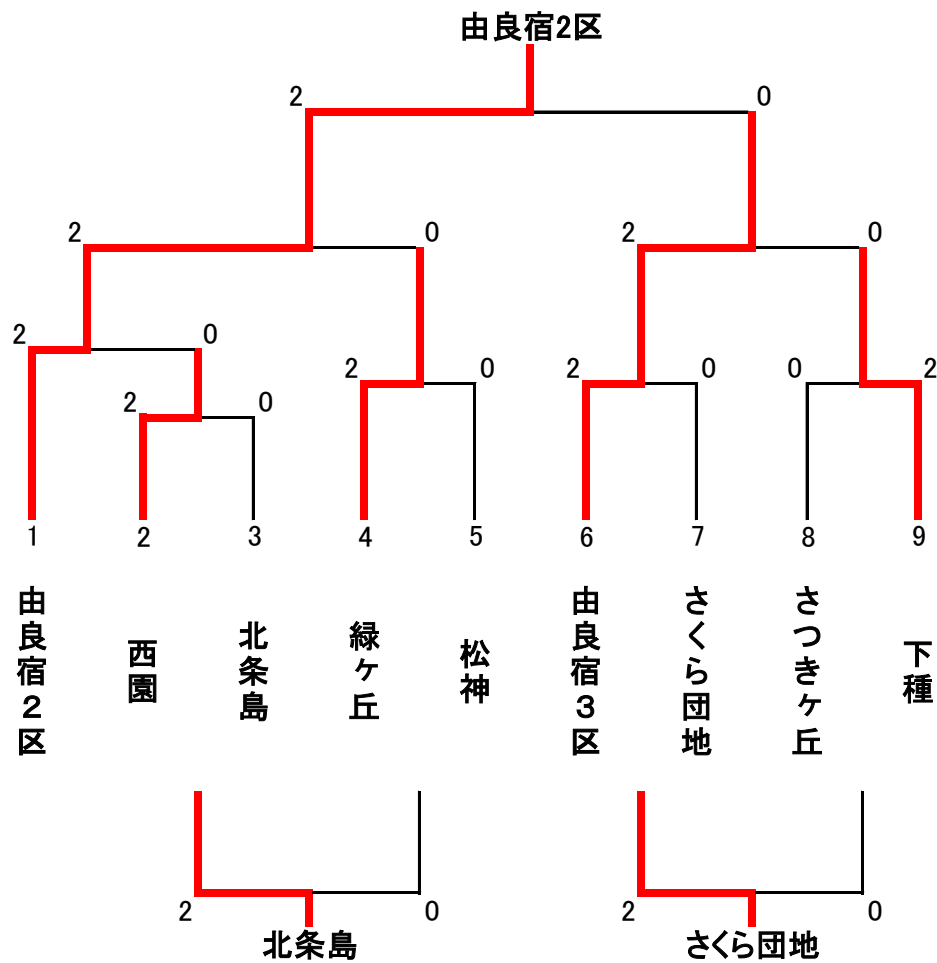 由良宿2区
2 0
2 0 2 0
2 0 2 0 2 0 0 2
2 0
1 2 3 4 5 6 7 8 9
由良宿２区
西園
北条島
緑ヶ丘
松神
由良宿３区
さくら団地
さつきヶ丘
下種
2 0 2 0
北条島 さくら団地